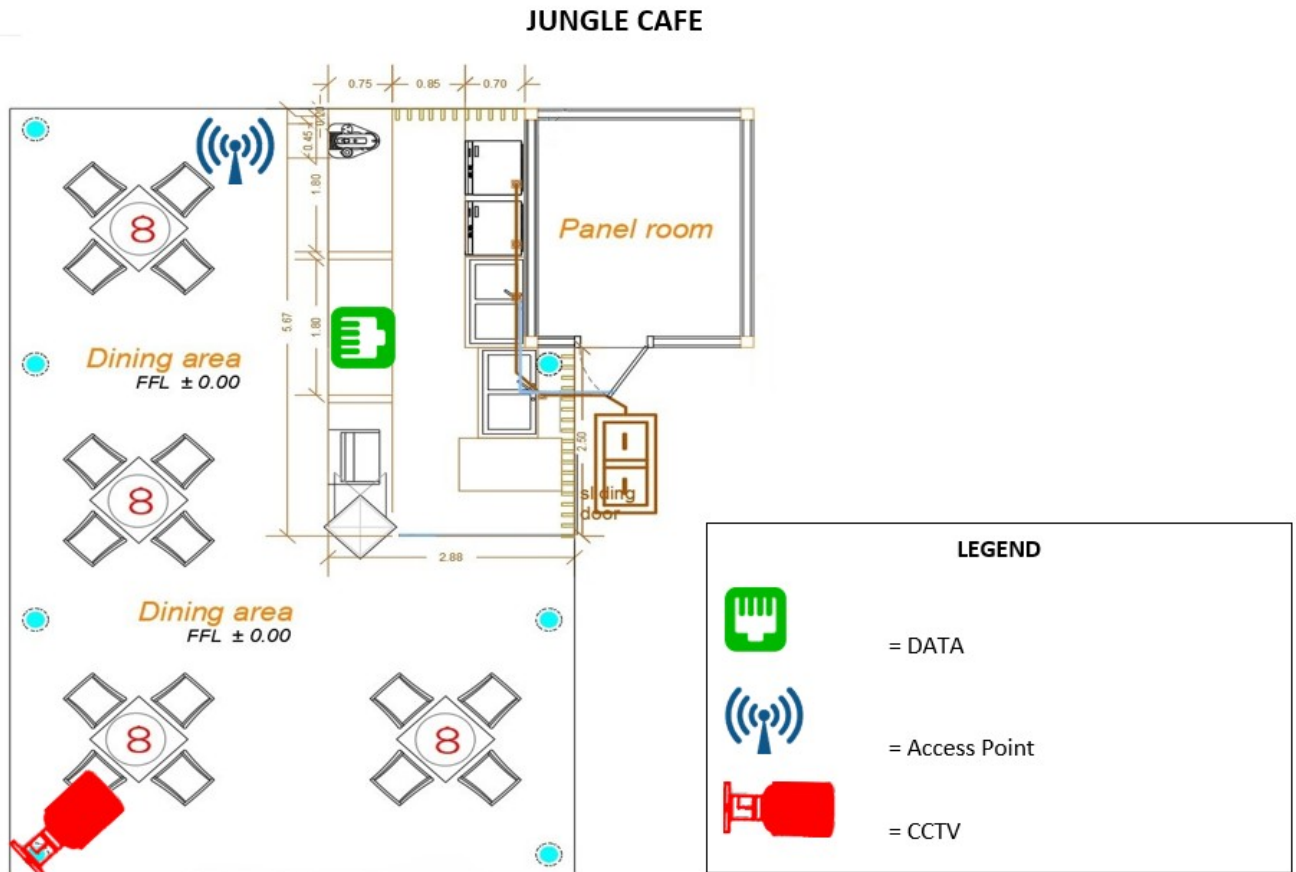 JUNGLE CAFE
0.75
0.85
0.70
0.45
1.80
Panel room
8
5.67
1.80
Dining area
FFL ± 0.00
8
2.50
sliding
door
2.88
Dining area
FFL ± 0.00
8
8
LEGEND
= DATA
= Access Point
= CCTV